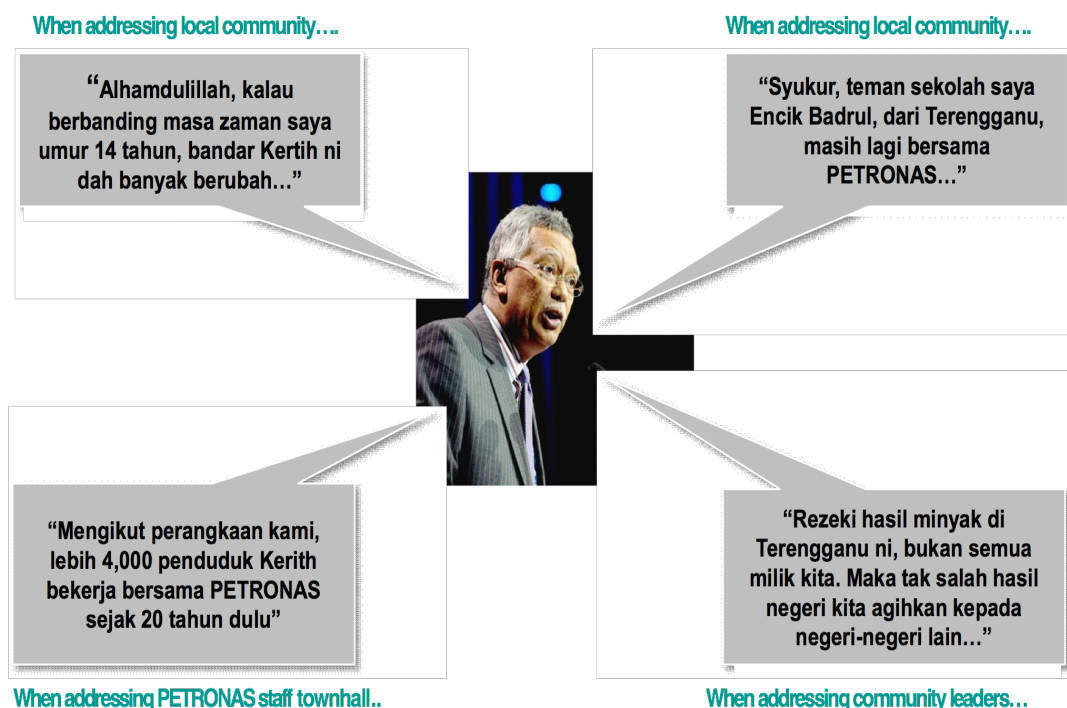 When addressing local community….
“Alhamdulillah, kalau
berbanding masa zaman saya
umur 14 tahun, bandar Kertih ni
dah banyak berubah…”
When addressing local community….
“Syukur, teman sekolah saya
Encik Badrul, dari Terengganu,
masih lagi bersama
PETRONAS…”
“Mengikut perangkaan kami,
lebih 4,000 penduduk Kerith
bekerja bersama PETRONAS
sejak 20 tahun dulu”
When addressing PETRONAS staff townhall..
“Rezeki hasil minyak di
Terengganu ni, bukan semua
milik kita. Maka tak salah hasil
negeri kita agihkan kepada
negeri-negeri lain…”
When addressing community leaders…